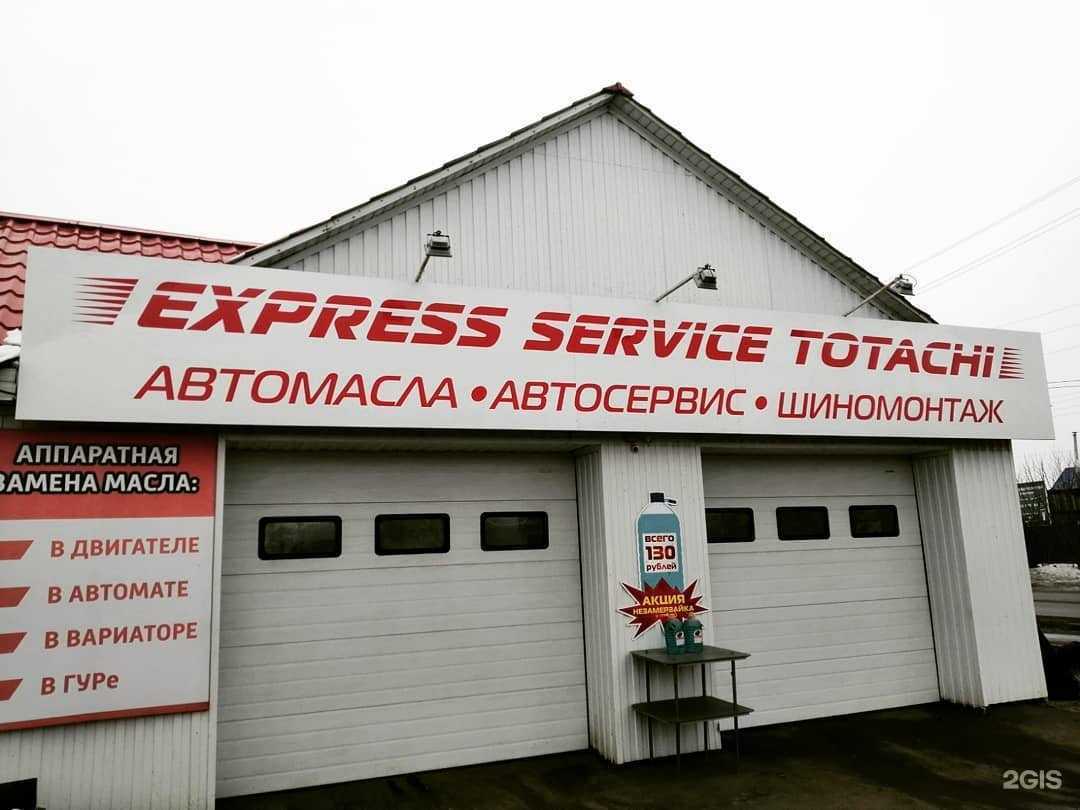 EXPRESS SERVICE TOTACHI
АВТОМАСЛА • АВТОСЕРВИС • ШИНОМОНТАЖ
АППАРАТНАЯ
ЗАМЕНА МАСЛА:
В ДВИГАТЕЛЕ
В АВТОМАТЕ
В ВАРИАТОРЕ
В ГУРе
всего
130
рублей
АКЦИЯ
НЕЗАМЕРЗАЙКА
2GIS